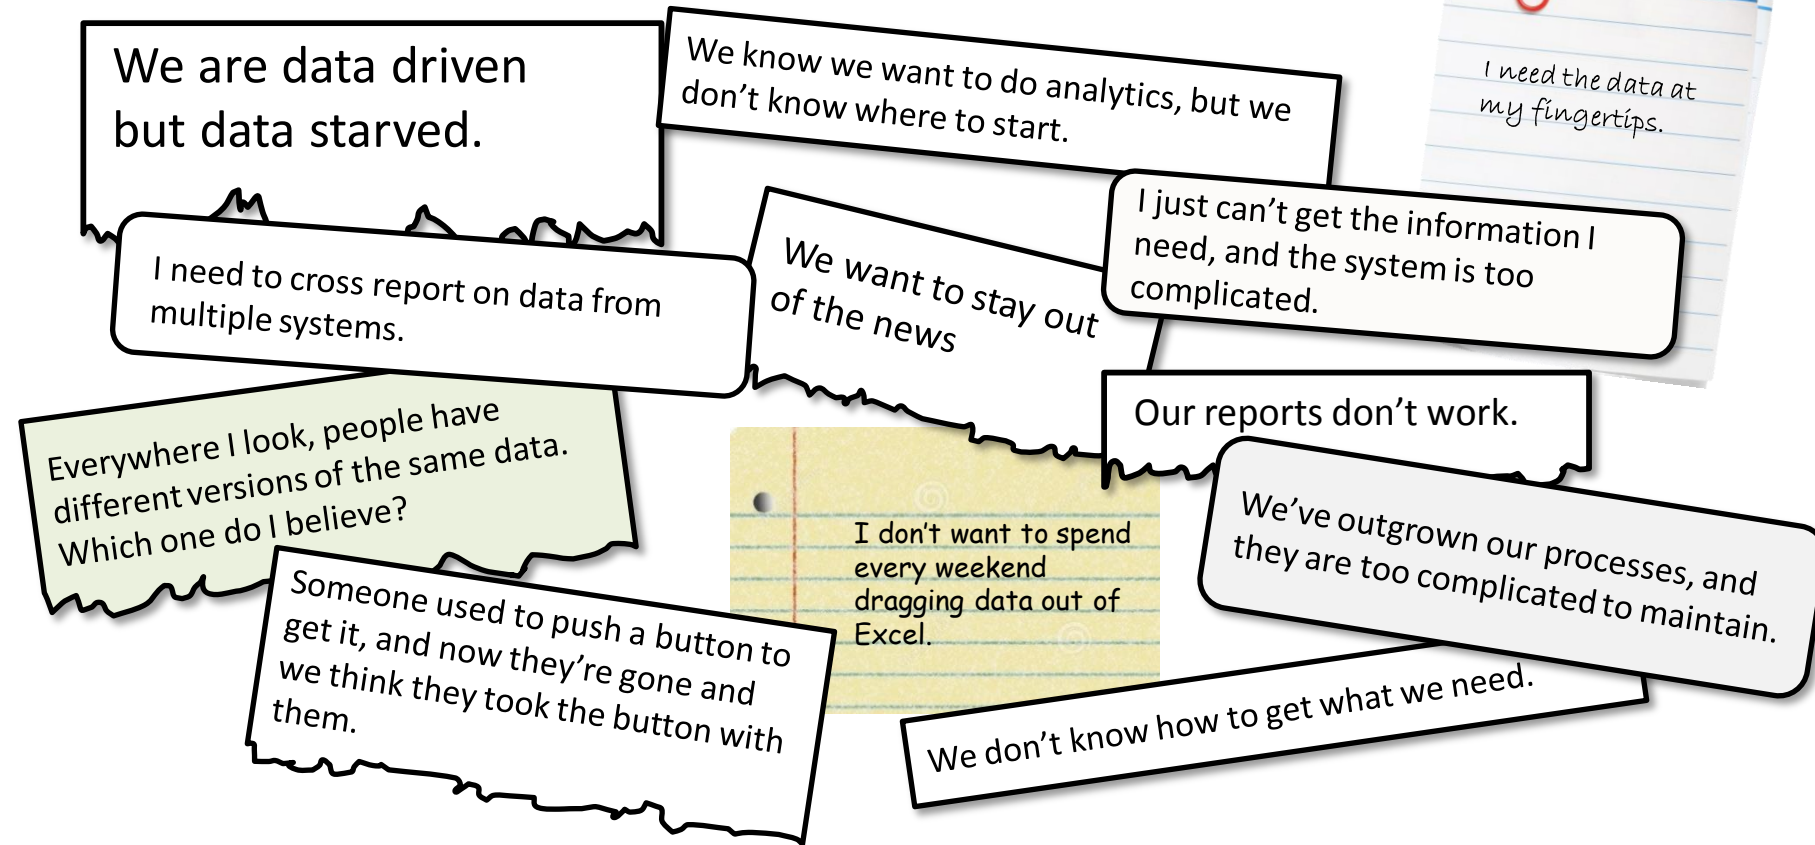 We are data driven
but data starved.
We know we want to do analytics, but we
don't know where to start.
I need the data at
my fingertips.
I just can't get the information I
need, and the system is too
complicated.
I need to cross report on data from
multiple systems.
We want to stay out
of the news
Our reports don't work.
Everywhere I look, people have
different versions of the same data.
Which one do I believe?
I don't want to spend
every weekend
dragging data out of
Excel.
We've outgrown our processes, and
they are too complicated to maintain.
Someone used to push a button to
get it, and now they're gone and
we think they took the button with
them.
We don't know how to get what we need.